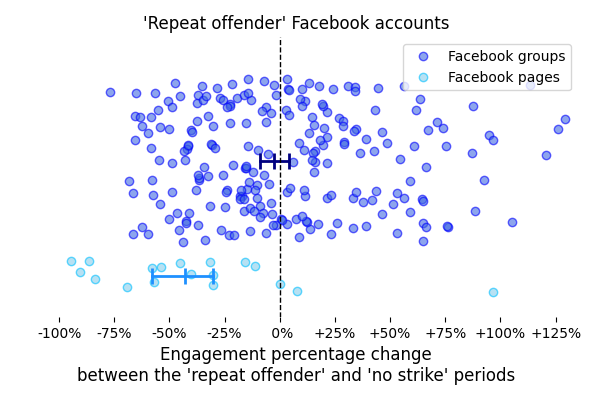 'Repeat offender' Facebook accounts
Facebook groups
Facebook pages
-100% -75% -50% -25% 0% +25% +50% +75% +100% +125%
Engagement percentage change
between the 'repeat offender' and 'no strike' periods